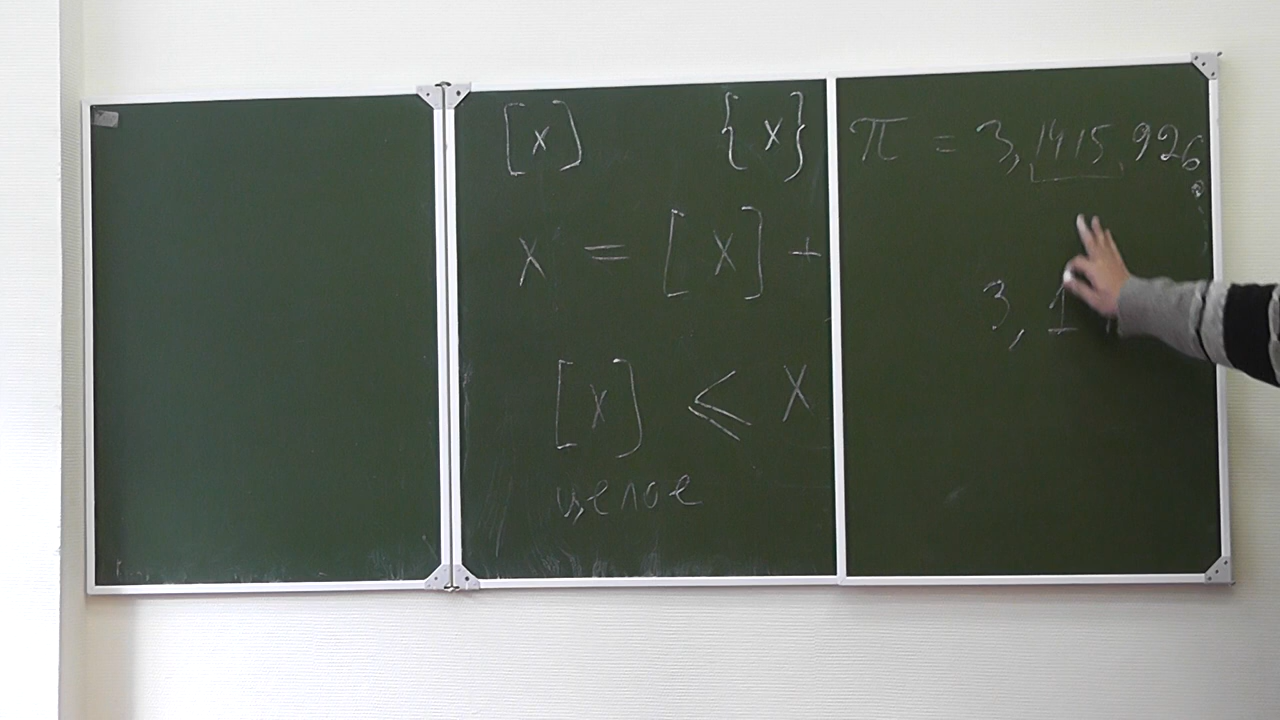 [x] {x}
x = [x] +
[x] ⩽ x
целое
π = 3,1415926
3,1